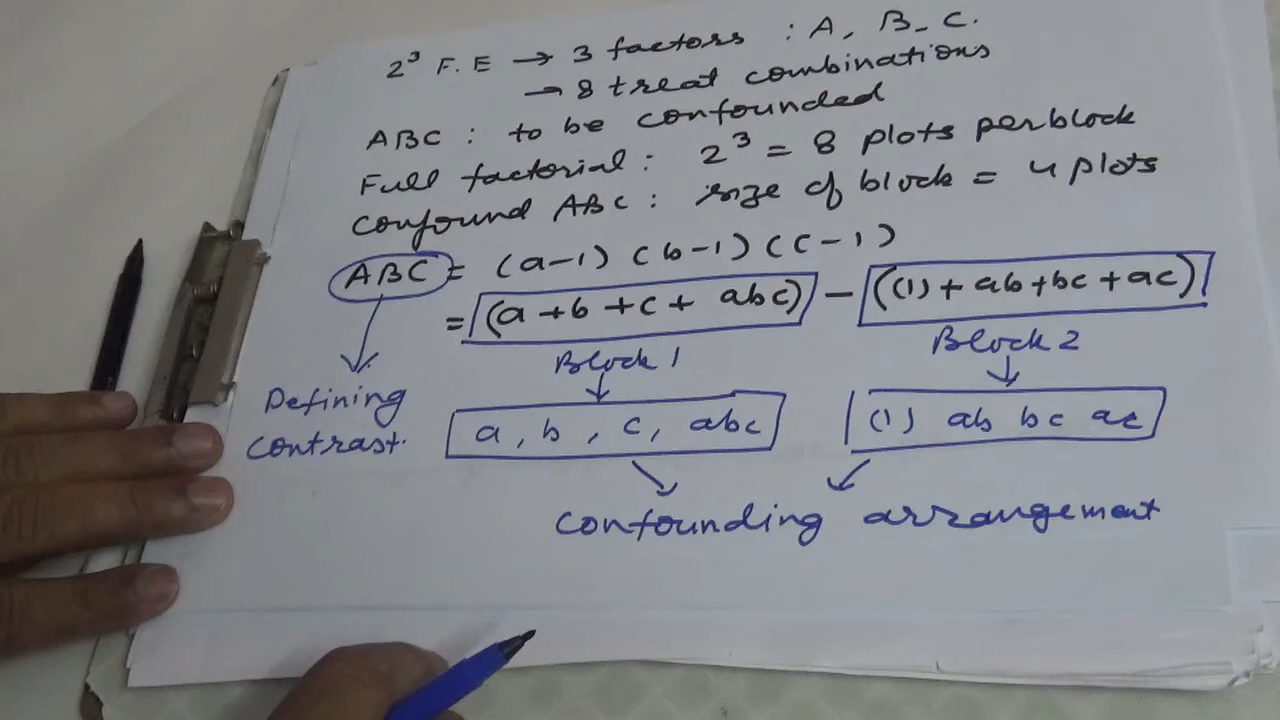 2³ F.E → 3 factors : A, B, C.
→ 8 treat combinations
ABC : to be confounded
Full factorial : 2³ = 8 plots per block
Confound ABC : size of block = 4 plots
ABC = (a-1) (b-1) (c-1)
= (a+b+c+ abc) - ((1)+ab+bc+ac)
Block 1 Block 2
Defining contrast.
a, b, c, abc
(1) ab bc ac
confounding arrangement